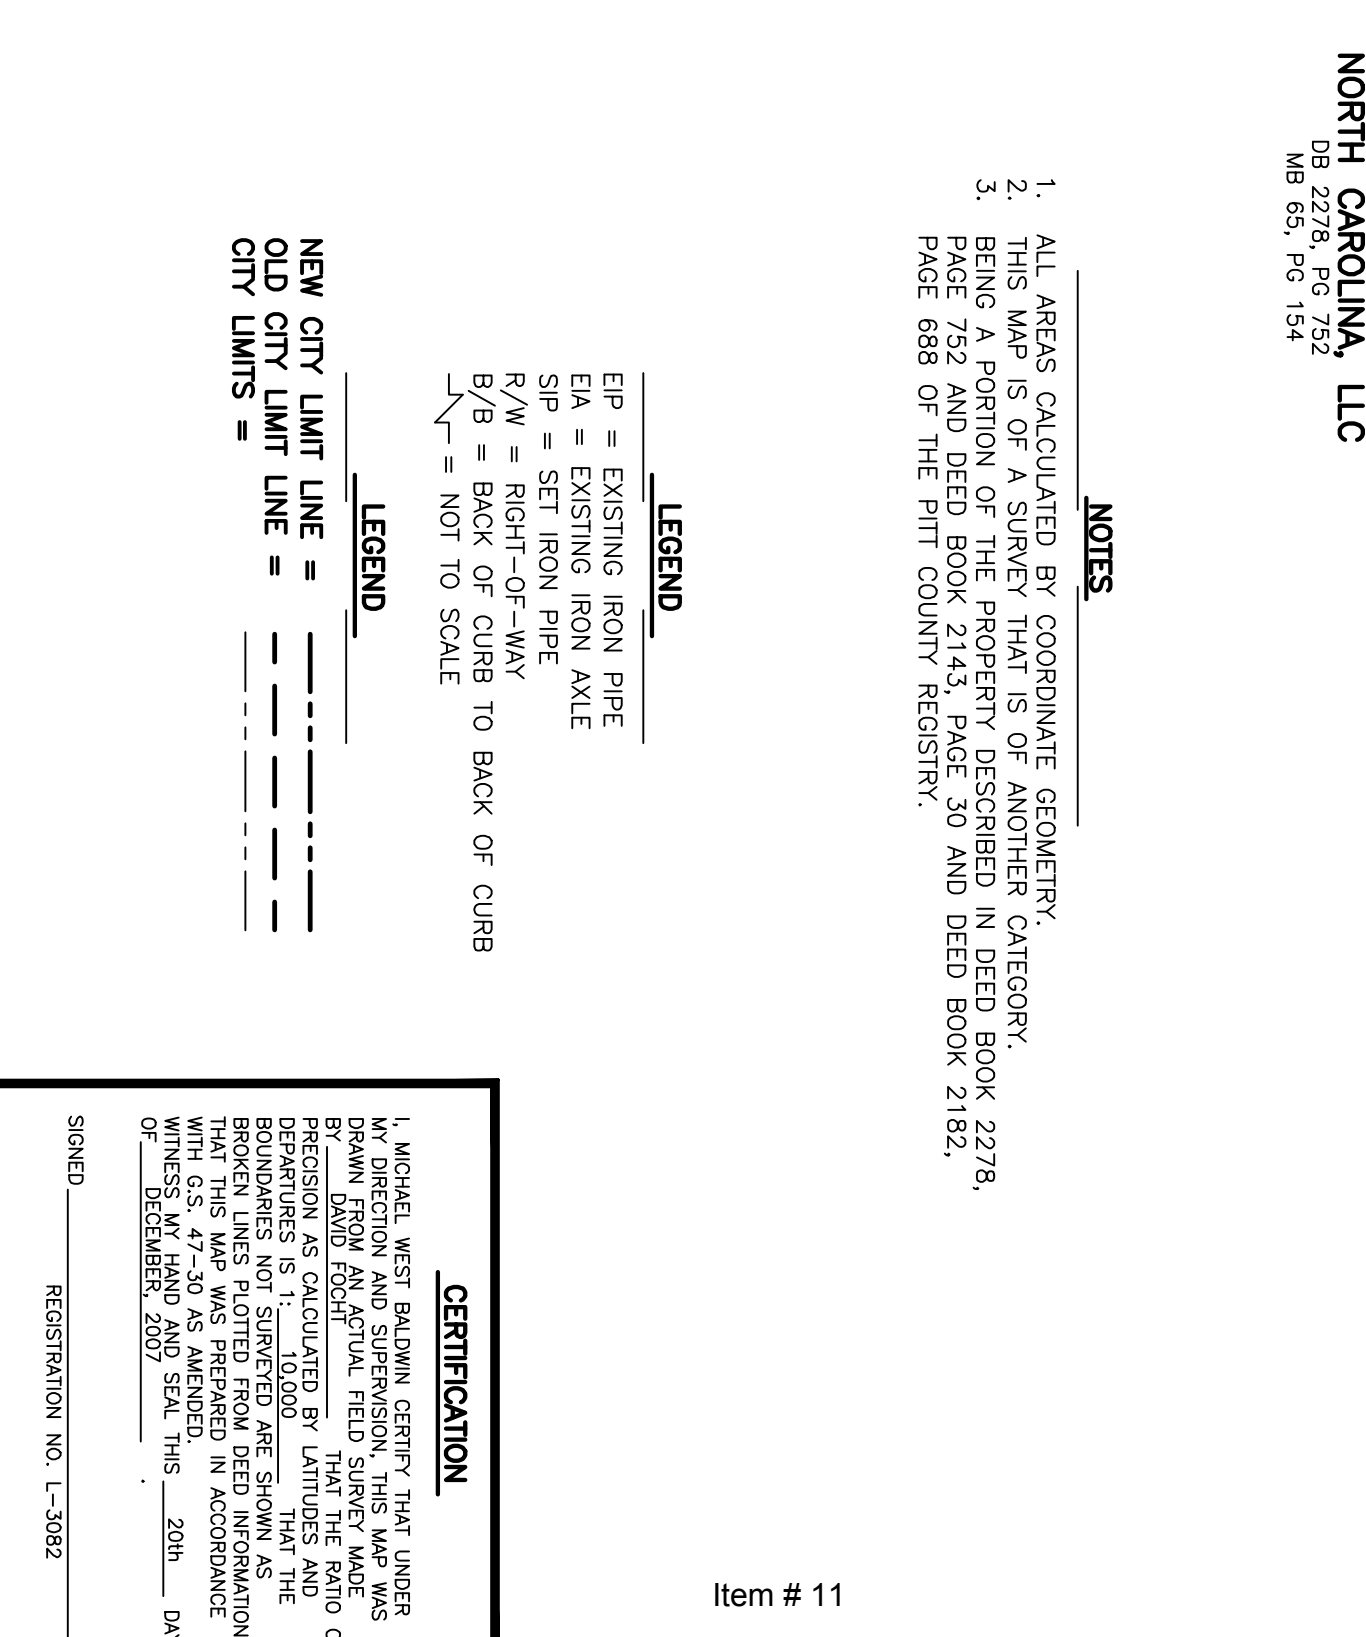 NORTH CAROLINA, LLC
DB 2278, PG 752
MB 65, PG 154
NOTES
1. ALL AREAS CALCULATED BY COORDINATE GEOMETRY.
2. THIS MAP IS OF A SURVEY THAT IS OF ANOTHER CATEGORY.
3. BEING A PORTION OF THE PROPERTY DESCRIBED IN DEED BOOK 2278,
PAGE 752 AND DEED BOOK 2143, PAGE 30 AND DEED BOOK 2182,
PAGE 688 OF THE PITT COUNTY REGISTRY.
LEGEND
EIP = EXISTING IRON PIPE
EIA = EXISTING IRON AXLE
SIP = SET IRON PIPE
R/W = RIGHT-OF-WAY
B/B = BACK OF CURB TO BACK OF CURB
= NOT TO SCALE
LEGEND
NEW CITY LIMIT LINE =
OLD CITY LIMIT LINE =
CITY LIMITS =
CERTIFICATION
I, MICHAEL WEST BALDWIN CERTIFY THAT UNDER
MY DIRECTION AND SUPERVISION, THIS MAP WAS
DRAWN FROM AN ACTUAL FIELD SURVEY MADE
BY DAVID FOCHT THAT THE RATIO
PRECISION AS CALCULATED BY LATITUDES AND
DEPARTURES IS 1: 10,000 THAT THE
BOUNDARIES NOT SURVEYED ARE SHOWN AS
BROKEN LINES PLOTTED FROM DEED INFORMATION
THAT THIS MAP WAS PREPARED IN ACCORDANCE
WITH G.S. 47-30 AS AMENDED.
WITNESS MY HAND AND SEAL THIS 20th DAY
OF DECEMBER, 2007 .
SIGNED
REGISTRATION NO. L-3082
Item # 11